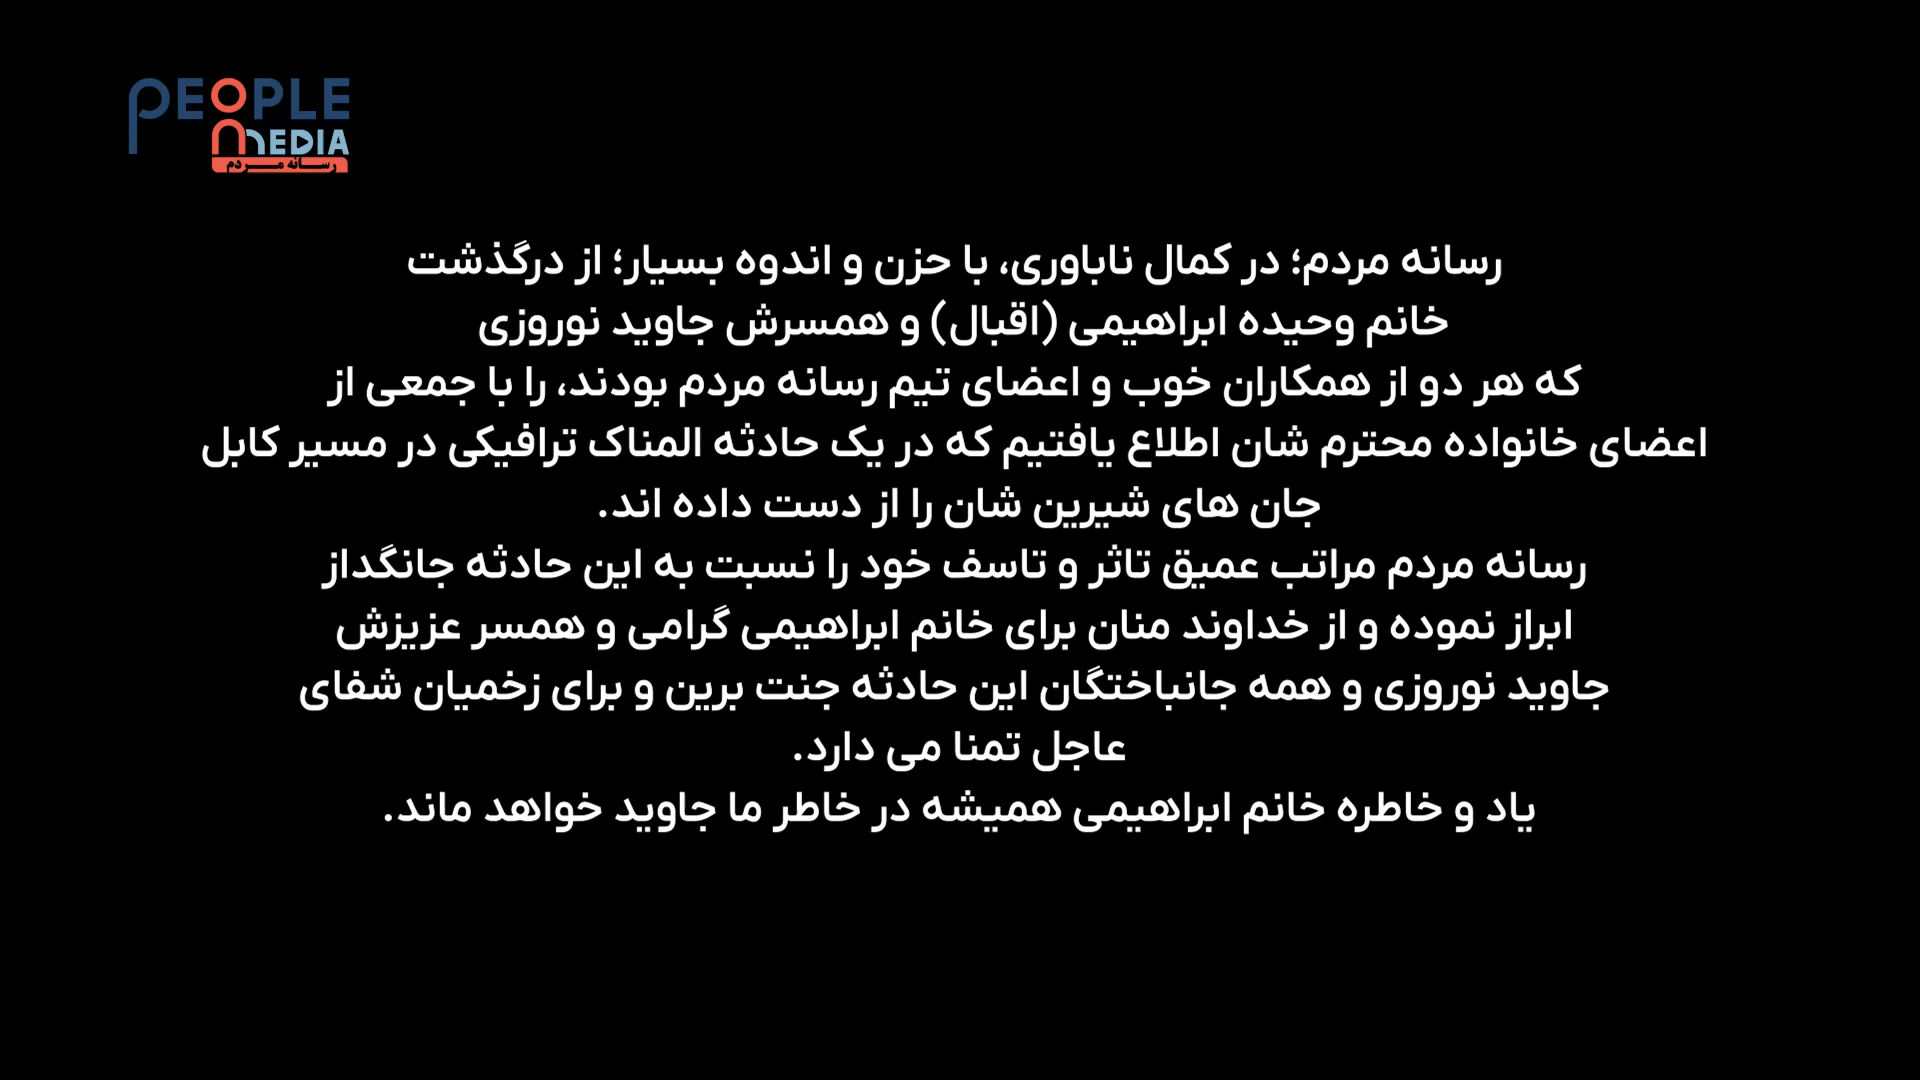 PEOPLE
MEDIA
رسانه مردم
رسانه مردم؛ در کمال ناباوری، با حزن و اندوه بسیار؛ از درگذشت
خانم وحیده ابراهیمی (اقبال) و همسرش جاوید نوروزی
که هر دو از همکاران خوب و اعضای تیم رسانه مردم بودند، را با جمعی از
اعضای خانواده محترم شان اطلاع یافتیم که در یک حادثه المناک ترافیکی در مسیر کابل
جان های شیرین شان را از دست داده اند.
رسانه مردم مراتب عمیق تاثر و تاسف خود را نسبت به این حادثه جانگداز
ابراز نموده و از خداوند منان برای خانم ابراهیمی گرامی و همسر عزیزش
جاوید نوروزی و همه جانباختگان این حادثه جنت برین و برای زخمیان شفای
عاجل تمنا می دارد.
یاد و خاطره خانم ابراهیمی همیشه در خاطر ما جاوید خواهد ماند.